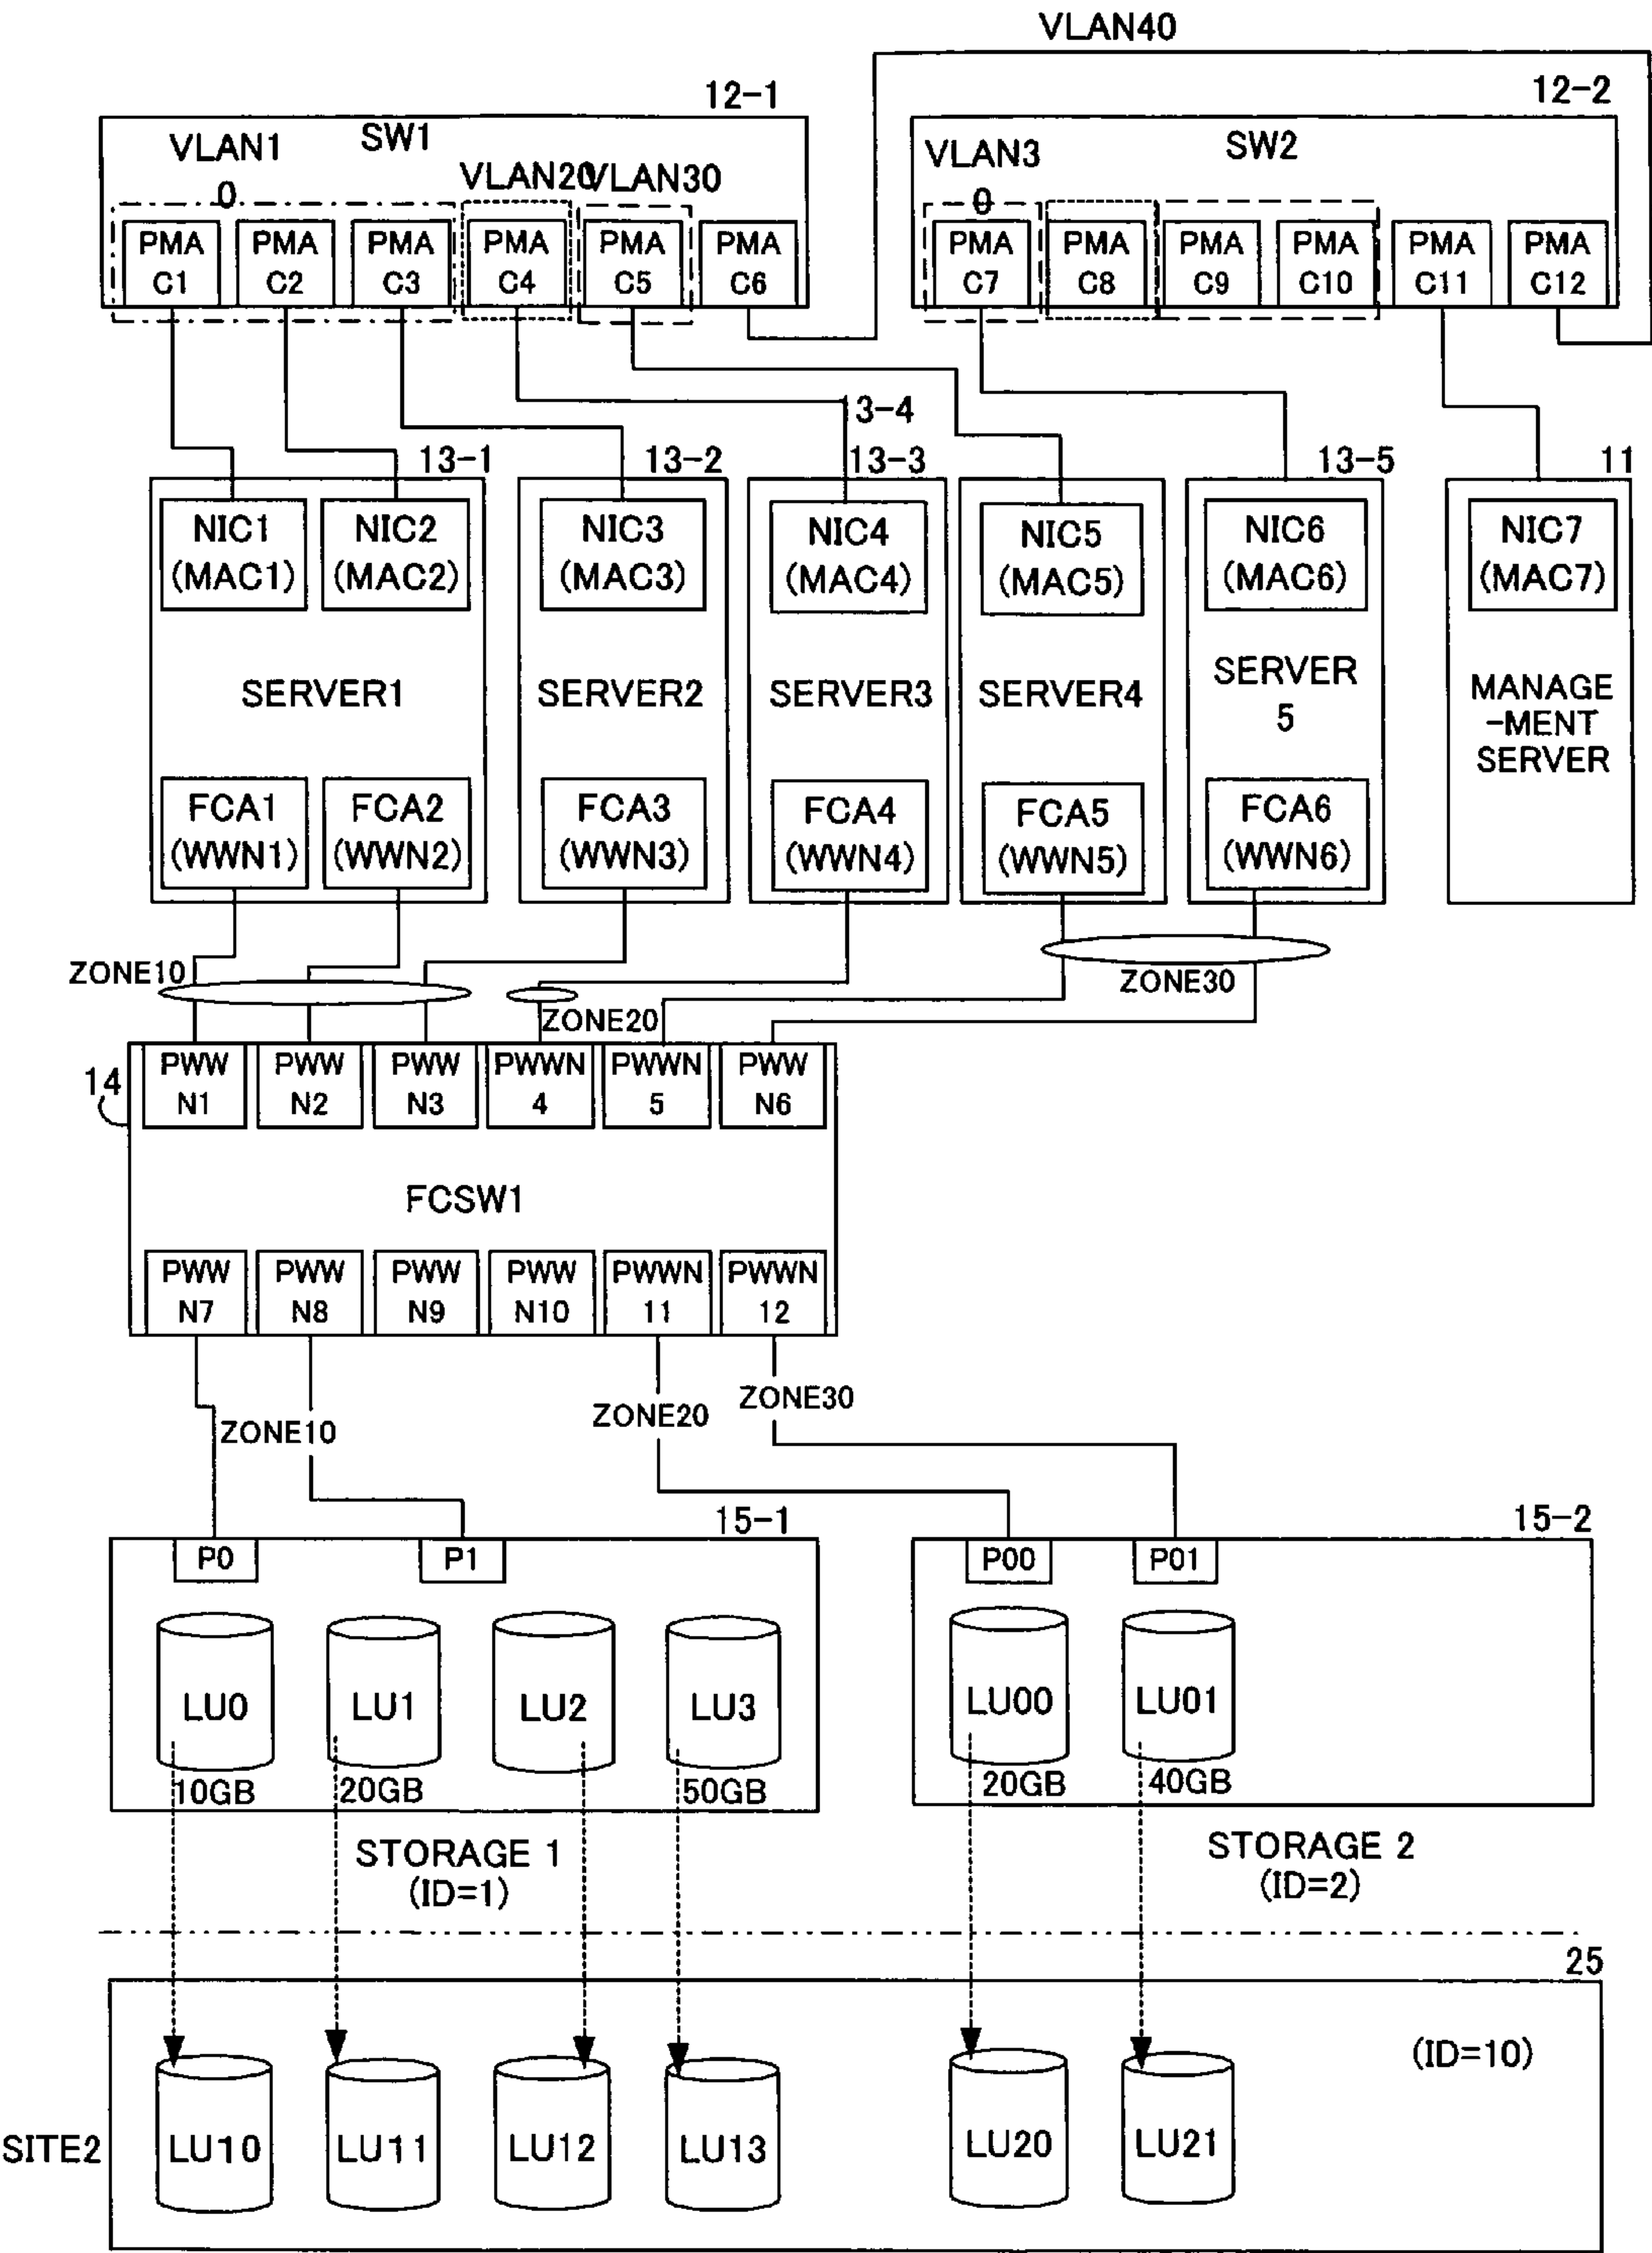 VLAN40
12-1
12-2
VLAN1
0
SW1
VLAN20
VLAN30
VLAN3
0
SW2
PMA
C1
PMA
C2
PMA
C3
PMA
C4
PMA
C5
PMA
C6
PMA
C7
PMA
C8
PMA
C9
PMA
C10
PMA
C11
PMA
C12
3-4
13-1
13-2
13-3
13-5
11
NIC1
(MAC1)
NIC2
(MAC2)
NIC3
(MAC3)
NIC4
(MAC4)
NIC5
(MAC5)
NIC6
(MAC6)
NIC7
(MAC7)
SERVER1
SERVER2
SERVER3
SERVER4
SERVER
5
MANAGE
-MENT
SERVER
FCA1
(WWN1)
FCA2
(WWN2)
FCA3
(WWN3)
FCA4
(WWN4)
FCA5
(WWN5)
FCA6
(WWN6)
ZONE10
ZONE20
ZONE30
14
PWW
N1
PWW
N2
PWW
N3
PWWN
4
PWWN
5
PWW
N6
FCSW1
PWW
N7
PWW
N8
PWW
N9
PWW
N10
PWWN
11
PWWN
12
ZONE10
ZONE20
ZONE30
15-1
15-2
P0
P1
P00
P01
LU0
LU1
LU2
LU3
LU00
LU01
10GB
20GB
50GB
20GB
40GB
STORAGE 1
(ID=1)
STORAGE 2
(ID=2)
25
(ID=10)
SITE2
LU10
LU11
LU12
LU13
LU20
LU21